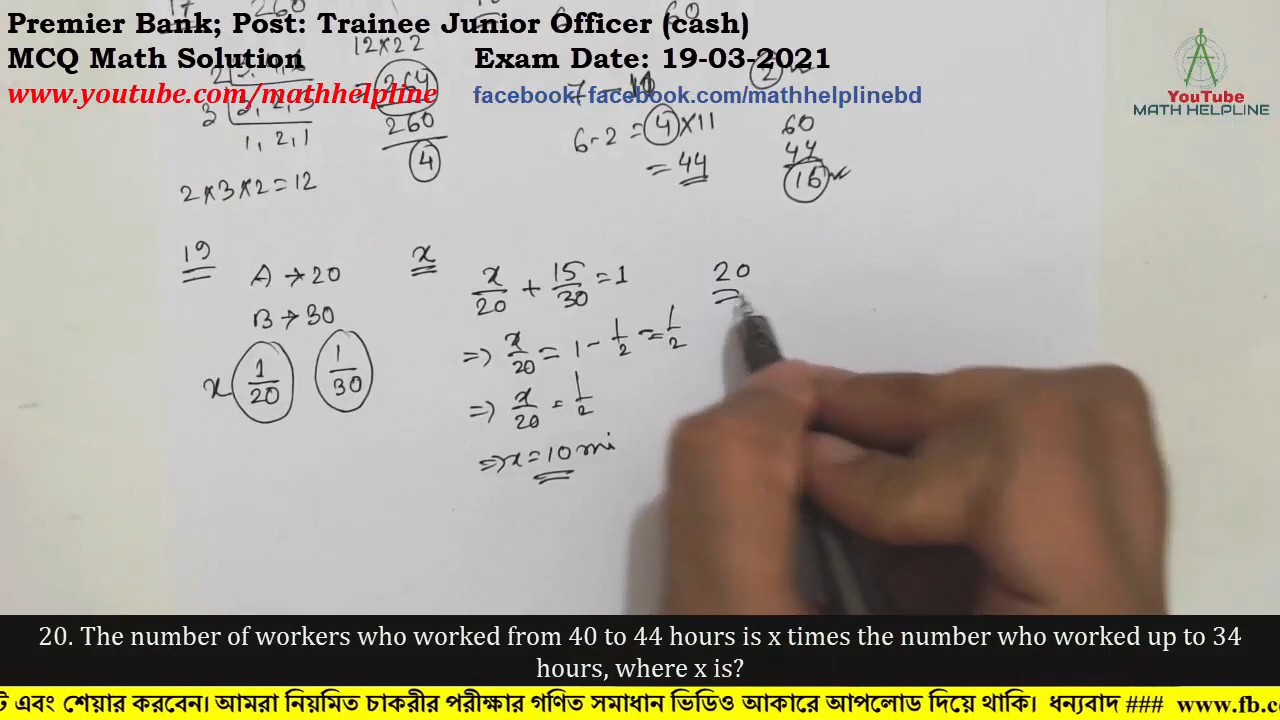 Premier Bank; Post: Trainee Junior Officer (cash)
MCQ Math Solution Exam Date: 19-03-2021
www.youtube.com/mathhelpline facebook/ facebook.com/mathhelplinebd
YouTube
MATH HELPLINE
17 260
60
12×22
2
= 264
260
4
1, 2, 1
2×3×2=12
6-2 = 4×11
= 44
60
44
16
19
A → 20
B → 30
x 1/20 1/30
x
x/20 + 15/30 = 1
=> x/20 = 1 - 1/2 = 1/2
=> x/20 = 1/2
=> x = 10 mi
20
20. The number of workers who worked from 40 to 44 hours is x times the number who worked up to 34
hours, where x is?
এবং শেয়ার করবেন। আমরা নিয়মিত চাকরীর পরীক্ষার গণিত সমাধান ভিডিও আকারে আপলোড দিয়ে থাকি। ধন্যবাদ ### www.fb.c